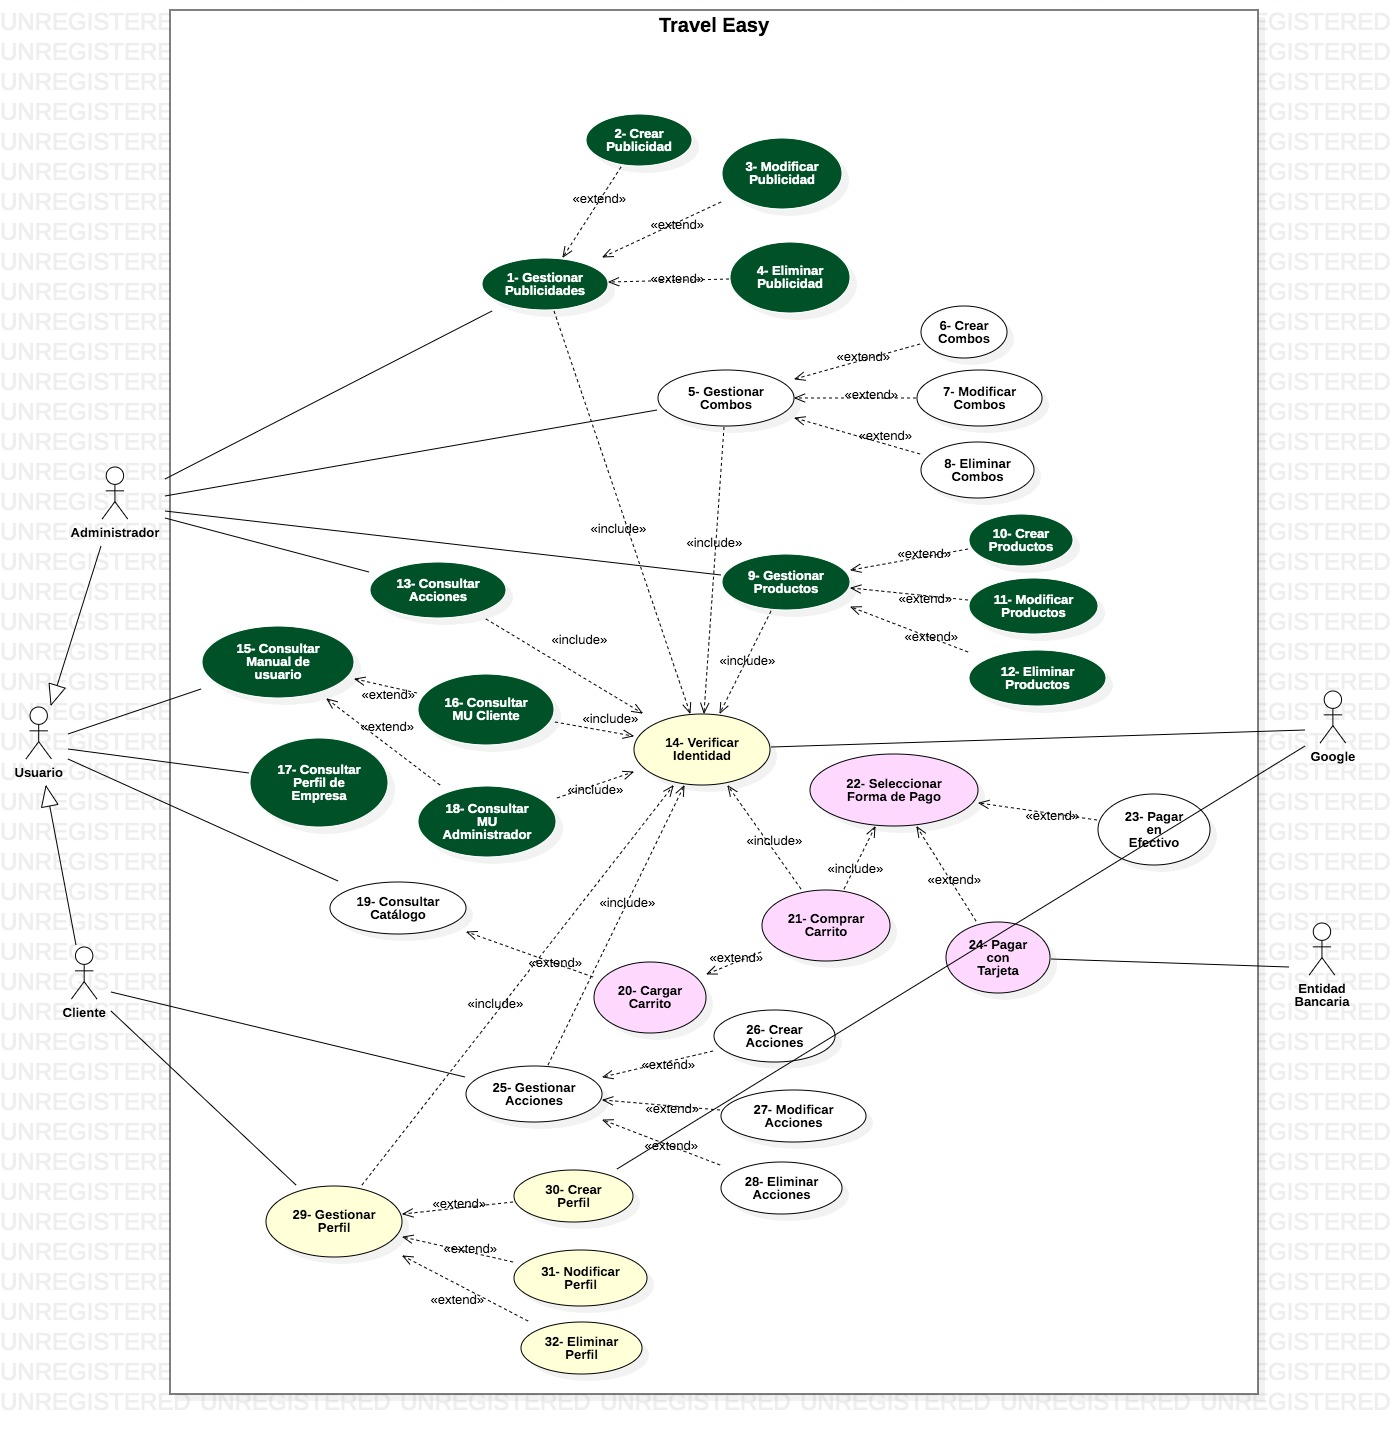 Travel Easy
2- Crear
Publicidad
3- Modificar
Publicidad
«extend»
«extend»
1- Gestionar
Publicidades
«extend»
4- Eliminar
Publicidad
6- Crear
Combos
«extend»
5- Gestionar
Combos
«extend»
7- Modificar
Combos
«extend»
8- Eliminar
Combos
Administrador
«include»
«include»
10- Crear
Productos
«extend»
9- Gestionar
Productos
13- Consultar
Acciones
«extend»
11- Modificar
Productos
«extend»
«include»
«include»
12- Eliminar
Productos
15- Consultar
Manual de
usuario
«extend»
16- Consultar
MU Cliente
«include»
«extend»
14- Verificar
Identidad
Google
Usuario
17- Consultar
Perfil de
Empresa
«include»
18- Consultar
MU
Administrador
22- Seleccionar
Forma de Pago
«extend»
23- Pagar
en
Efectivo
«include»
«include»
«extend»
19- Consultar
Catálogo
«include»
21- Comprar
Carrito
24- Pagar
con
Tarjeta
«extend»
«extend»
20- Cargar
Carrito
Entidad
Bancaria
Cliente
«include»
26- Crear
Acciones
«extend»
25- Gestionar
Acciones
«extend»
27- Modificar
Acciones
«extend»
28- Eliminar
Acciones
29- Gestionar
Perfil
«extend»
30- Crear
Perfil
«extend»
31- Nodificar
Perfil
«extend»
32- Eliminar
Perfil
UNREGISTERED UNREGISTERED UNREGISTERED UNREGISTERED UNREGISTERED UNREGISTERED UNREGISTERED